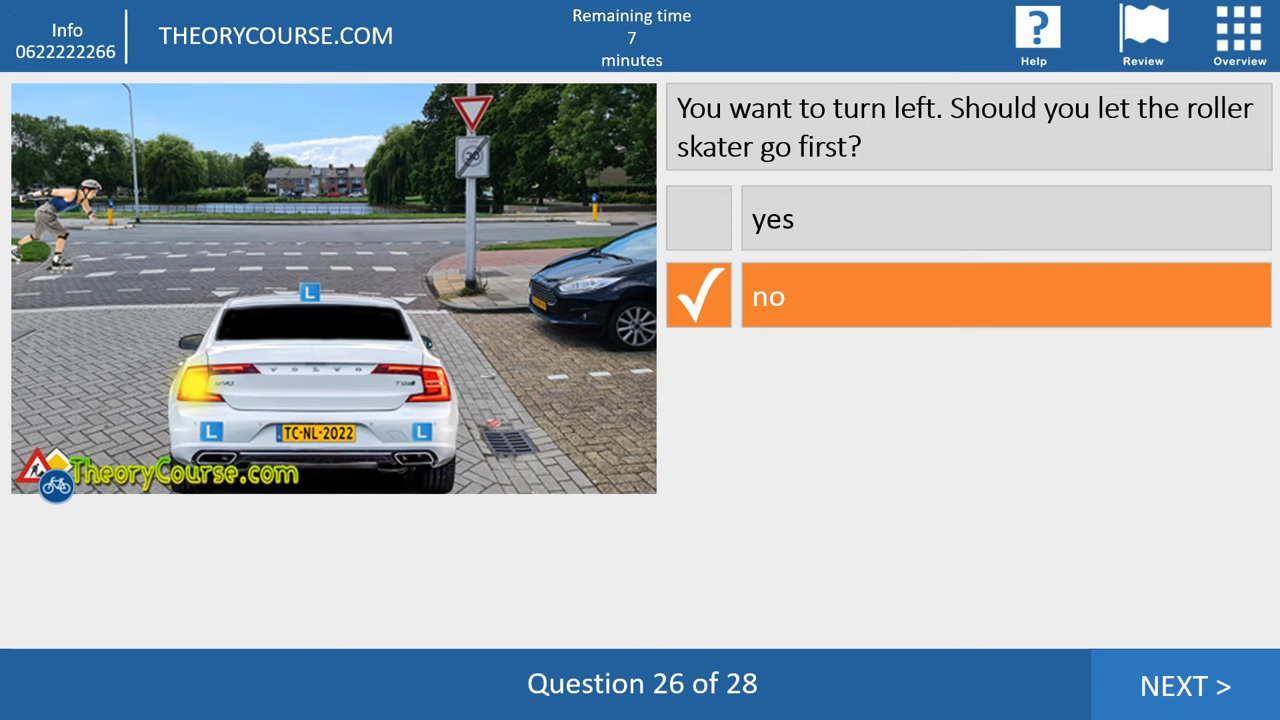 Info
0622222266
THEORYCOURSE.COM
Remaining time
7
minutes
Help
Review
Overview
You want to turn left. Should you let the roller
skater go first?
yes
no
30
L
VOLVO
L
TC-NL-2022
L
TheoryCourse.com
Question 26 of 28
NEXT >